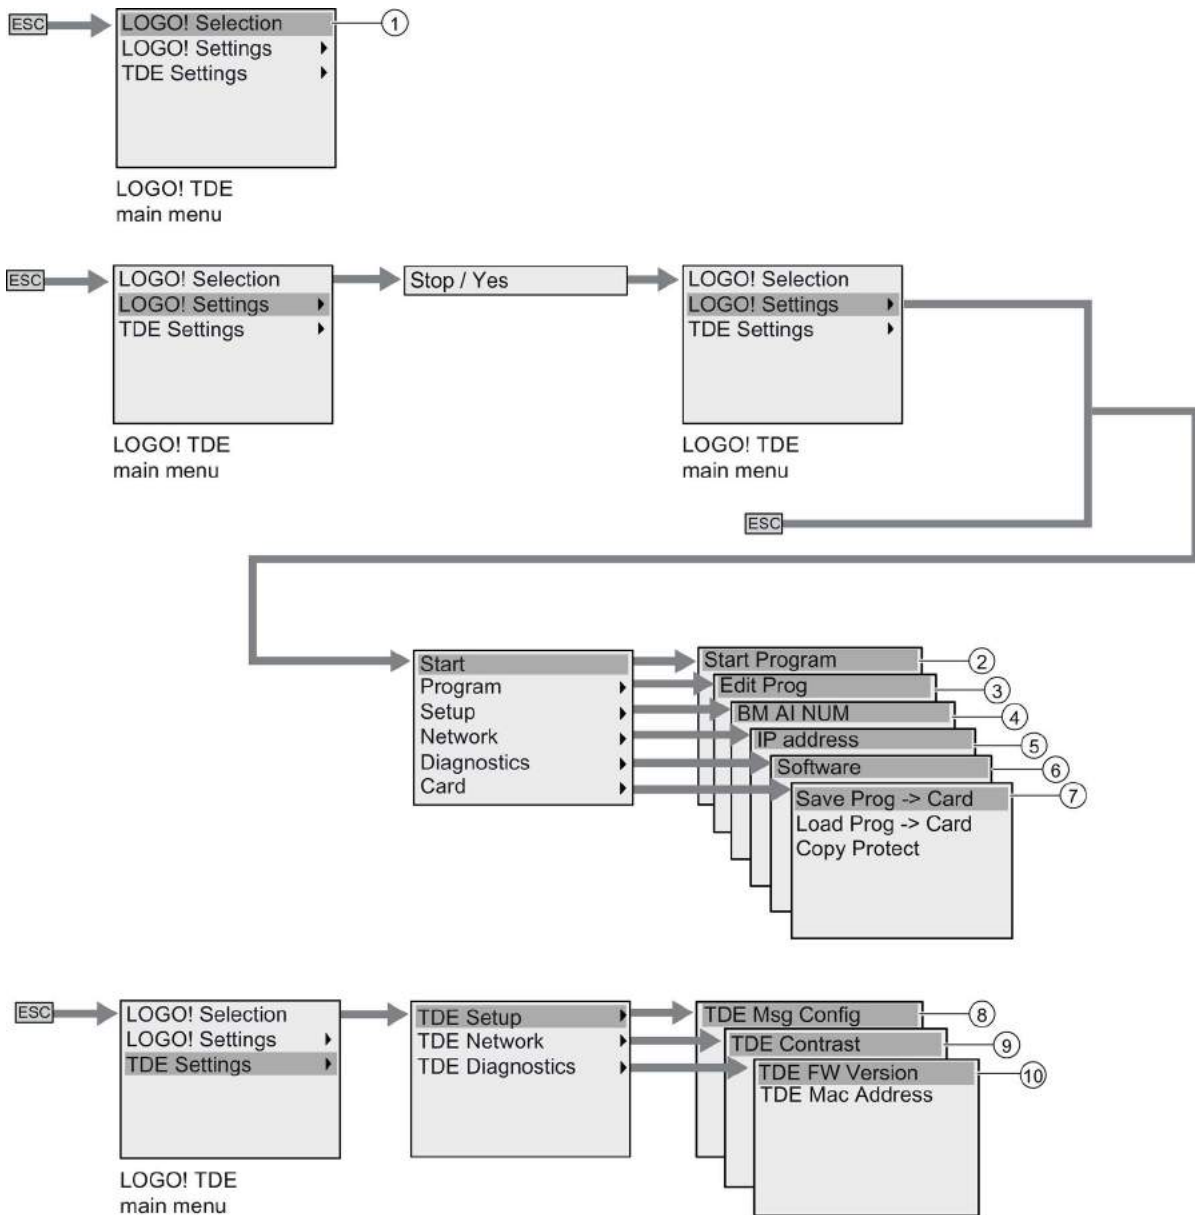 ESC
LOGO! Selection
①
LOGO! Settings
TDE Settings
LOGO! TDE
main menu
ESC
LOGO! Selection
LOGO! Settings
TDE Settings
LOGO! TDE
main menu
Stop / Yes
LOGO! Selection
LOGO! Settings
TDE Settings
LOGO! TDE
main menu
ESC
Start
Program
Setup
Network
Diagnostics
Card
Start Program
②
Edit Prog
③
BM AI NUM
④
IP address
⑤
Software
⑥
Save Prog -> Card
⑦
Load Prog -> Card
Copy Protect
ESC
LOGO! Selection
LOGO! Settings
TDE Settings
LOGO! TDE
main menu
TDE Setup
TDE Network
TDE Diagnostics
TDE Msg Config
⑧
TDE Contrast
⑨
TDE FW Version
⑩
TDE Mac Address